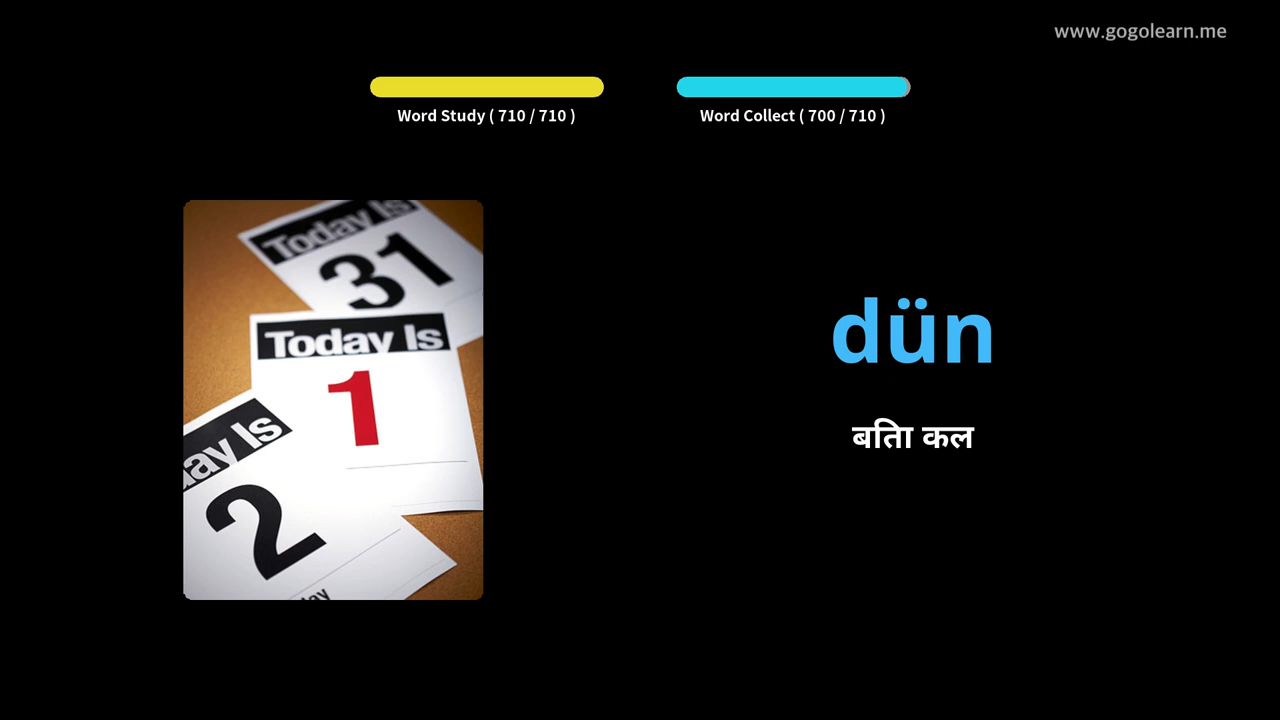 www.gogolearn.me
Word Study ( 710 / 710 )
Word Collect ( 700 / 710 )
Today Is
31
Today Is
1
ay Is
2
ay
dün
बिता कल